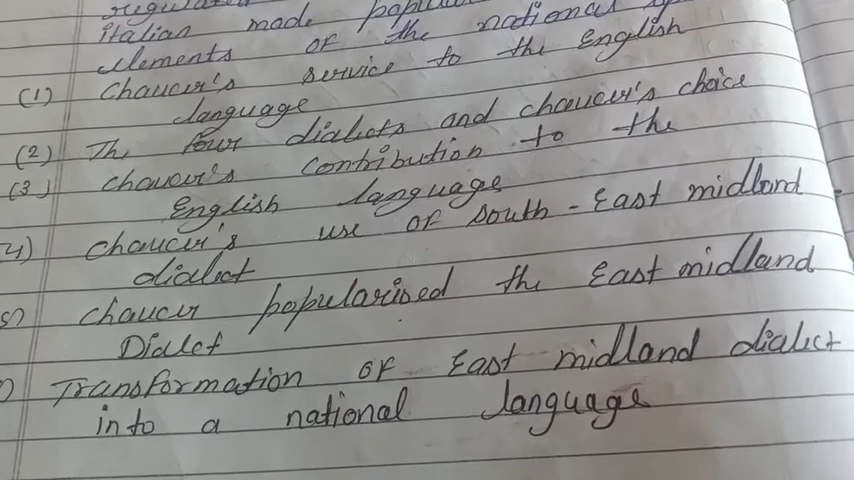 Italian made
elements of the national
(1) Chaucer's service to the English
language
(2) The four dialects and chaucer's choice
(3) chaucer's contribution to the
English language
4) chaucer's use of south-East midland
dialect
5) chaucer popularised the East midland
Dialet
) Transformation of East midland dialect
into a national language